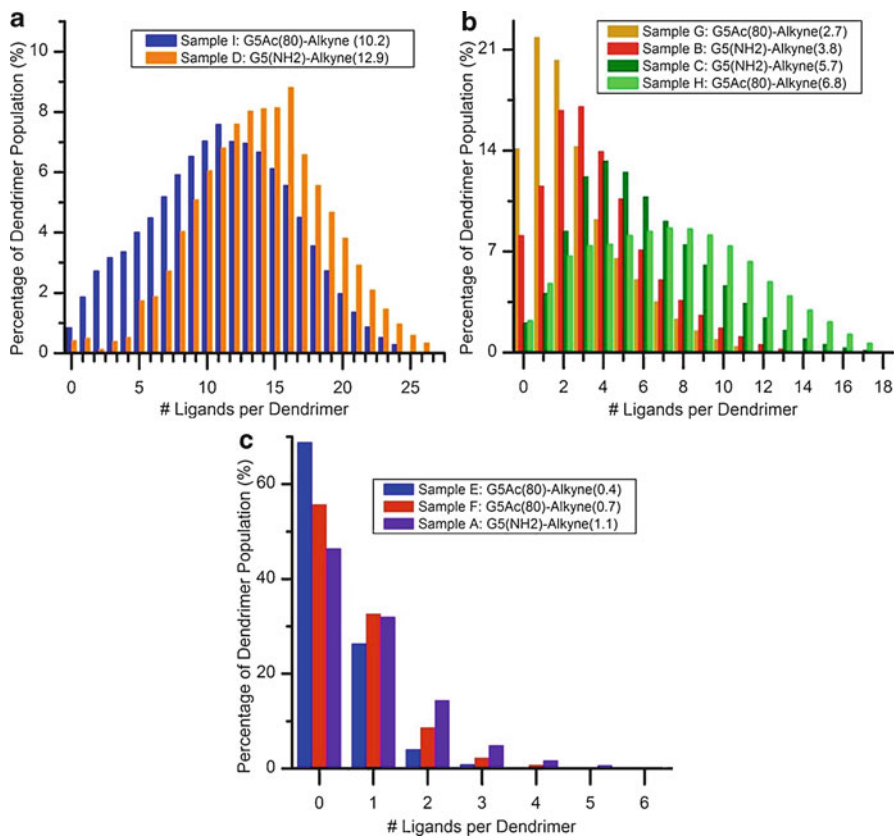 a
Sample I: G5Ac(80)-Alkyne (10.2)
Sample D: G5(NH2)-Alkyne(12.9)
Percentage of Dendrimer Population (%)
10
8
6
4
2
0
0 5 10 15 20 25
# Ligands per Dendrimer
b
Sample G: G5Ac(80)-Alkyne(2.7)
Sample B: G5(NH2)-Alkyne(3.8)
Sample C: G5(NH2)-Alkyne(5.7)
Sample H: G5Ac(80)-Alkyne(6.8)
Percentage of Dendrimer Population (%)
21
14
7
0
0 2 4 6 8 10 12 14 16 18
# Ligands per Dendrimer
c
Sample E: G5Ac(80)-Alkyne(0.4)
Sample F: G5Ac(80)-Alkyne(0.7)
Sample A: G5(NH2)-Alkyne(1.1)
Percentage of Dendrimer Population (%)
60
40
20
0
0 1 2 3 4 5 6
# Ligands per Dendrimer